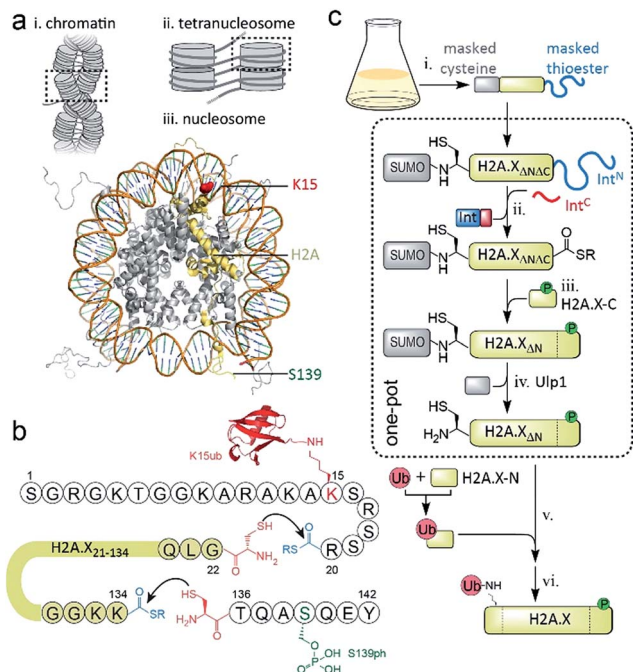 a
i. chromatin
ii. tetranucleosome
iii. nucleosome
K15
H2A
S139
b
K15ub
1
15
S G R G K T G G K A R A K A K S
R
S
S
R
20
H2A.X21-134
Q L G
22
SH
O
H2N
O
RS
134
G G K K
O
SR
HS
H2N
O
136
142
T Q A S Q E Y
O
P
OH
OH
O
S139ph
c
i.
masked
cysteine
masked
thioester
HS
SUMO
N
H
O
H2A.XΔNΔC
IntN
Int
ii.
IntC
HS
SUMO
N
H
O
H2A.XΔNΔC
O
SR
iii.
P
H2A.X-C
HS
SUMO
N
H
O
H2A.XΔN
P
iv. Ulp1
HS
H2N
O
H2A.XΔN
P
one-pot
Ub + H2A.X-N
Ub
v.
vi.
Ub NH
H2A.X
P